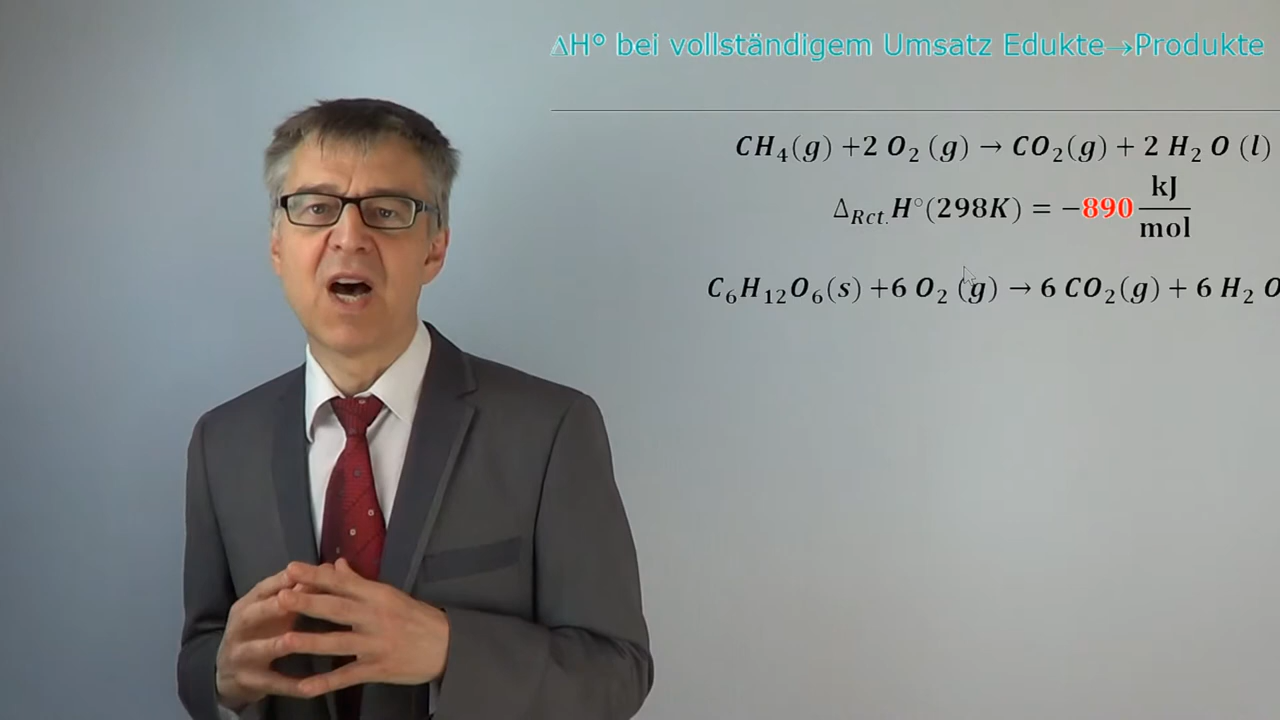 ΔH° bei vollständigem Umsatz Edukte→Produkte
CH₄(g) +2 O₂ (g) → CO₂(g) + 2 H₂ O (l)
Δ_Rct. H°(298K) = −890 kJ/mol
C₆H₁₂O₆(s) +6 O₂ (g) → 6 CO₂(g) + 6 H₂ O